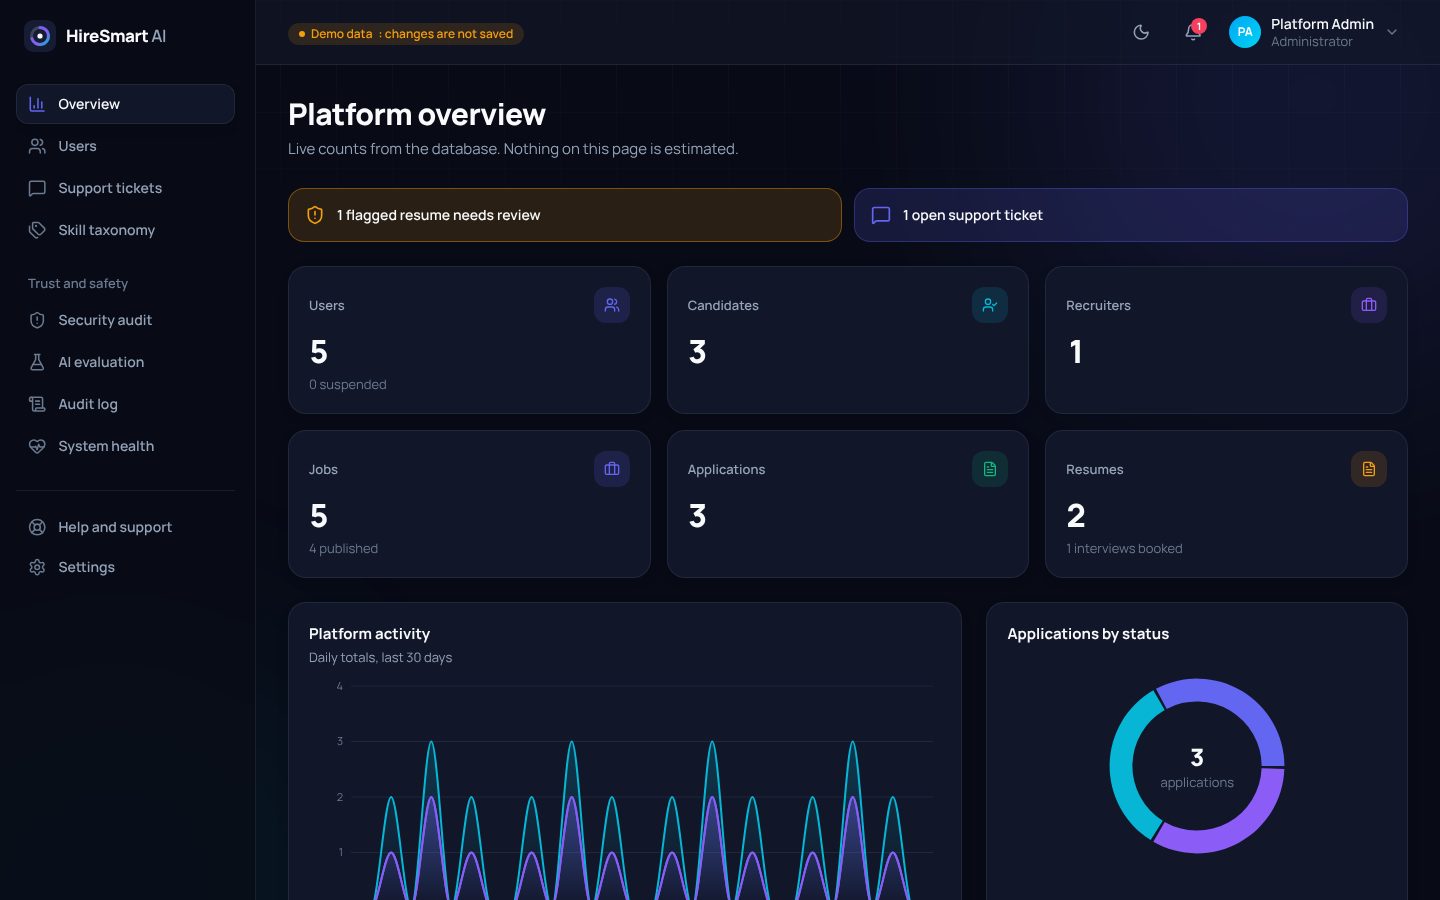 HireSmart AI
Demo data : changes are not saved
1
PA
Platform Admin
Administrator
Overview
Users
Support tickets
Skill taxonomy
Trust and safety
Security audit
AI evaluation
Audit log
System health
Help and support
Settings
Platform overview
Live counts from the database. Nothing on this page is estimated.
1 flagged resume needs review
1 open support ticket
Users
5
0 suspended
Candidates
3
Recruiters
1
Jobs
5
4 published
Applications
3
Resumes
2
1 interviews booked
Platform activity
Daily totals, last 30 days
4
3
2
1
Applications by status
3
applications